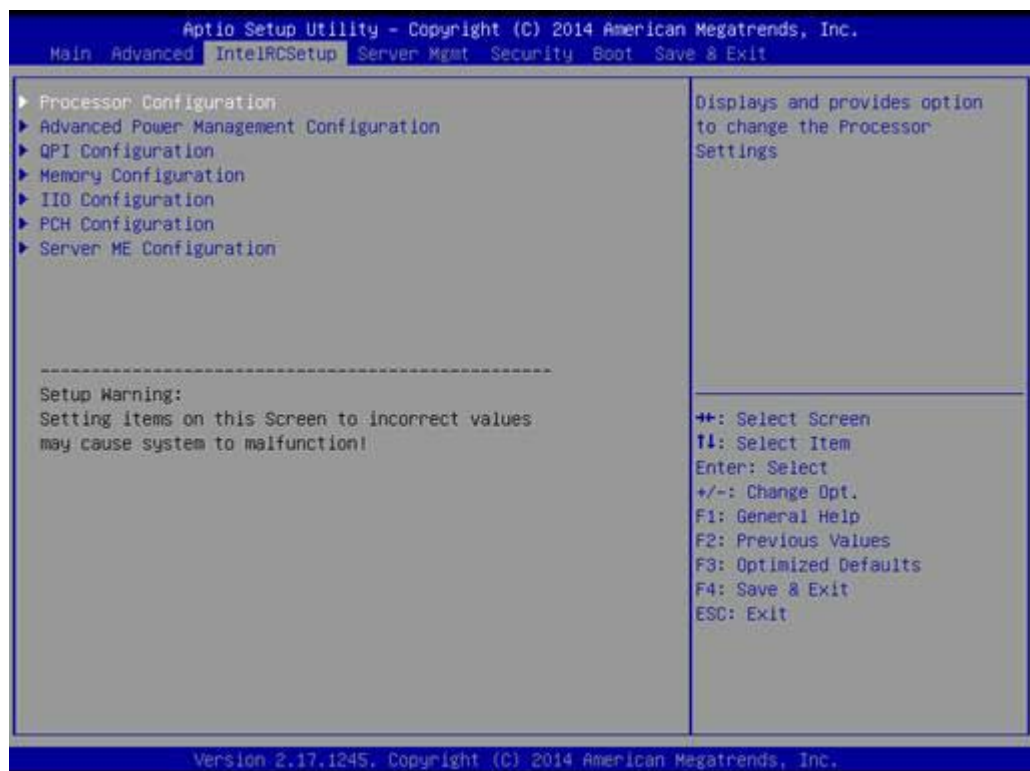 Aptio Setup Utility – Copyright (C) 2014 American Megatrends, Inc.
Main Advanced IntelRCSetup Server Mgmt Security Boot Save & Exit
▶ Processor Configuration
▶ Advanced Power Management Configuration
▶ QPI Configuration
▶ Memory Configuration
▶ IIO Configuration
▶ PCH Configuration
▶ Server ME Configuration
--------------------------------------------------
Setup Warning:
Setting items on this Screen to incorrect values
may cause system to malfunction!
Displays and provides option
to change the Processor
Settings
→←: Select Screen
↑↓: Select Item
Enter: Select
+/-: Change Opt.
F1: General Help
F2: Previous Values
F3: Optimized Defaults
F4: Save & Exit
ESC: Exit
Version 2.17.1245. Copyright (C) 2014 American Megatrends, Inc.